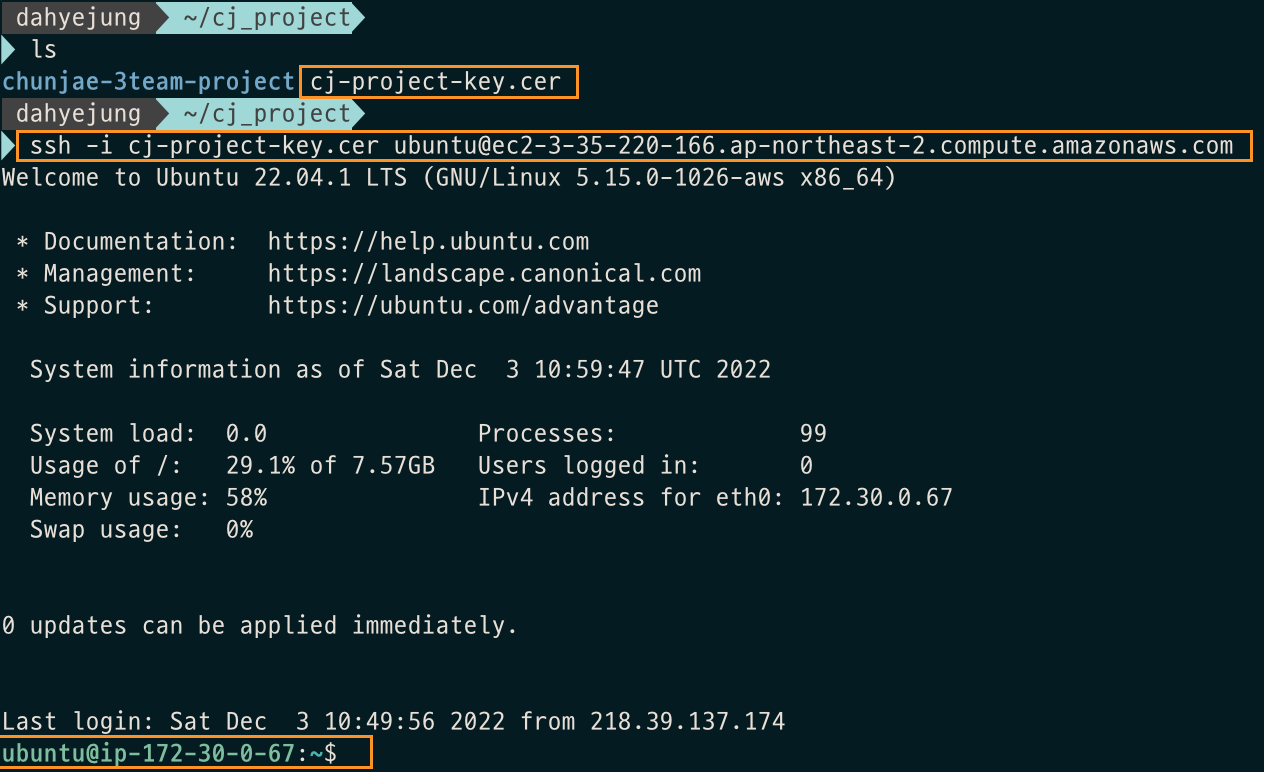 dahyejung ~/cj_project
ls
chunjae-3team-project cj-project-key.cer
dahyejung ~/cj_project
ssh -i cj-project-key.cer ubuntu@ec2-3-35-220-166.ap-northeast-2.compute.amazonaws.com
Welcome to Ubuntu 22.04.1 LTS (GNU/Linux 5.15.0-1026-aws x86_64)
* Documentation:  https://help.ubuntu.com
* Management:     https://landscape.canonical.com
* Support:        https://ubuntu.com/advantage
System information as of Sat Dec  3 10:59:47 UTC 2022
System load:  0.0               Processes:             99
Usage of /:   29.1% of 7.57GB   Users logged in:       0
Memory usage: 58%               IPv4 address for eth0: 172.30.0.67
Swap usage:   0%
0 updates can be applied immediately.
Last login: Sat Dec  3 10:49:56 2022 from 218.39.137.174
ubuntu@ip-172-30-0-67:~$